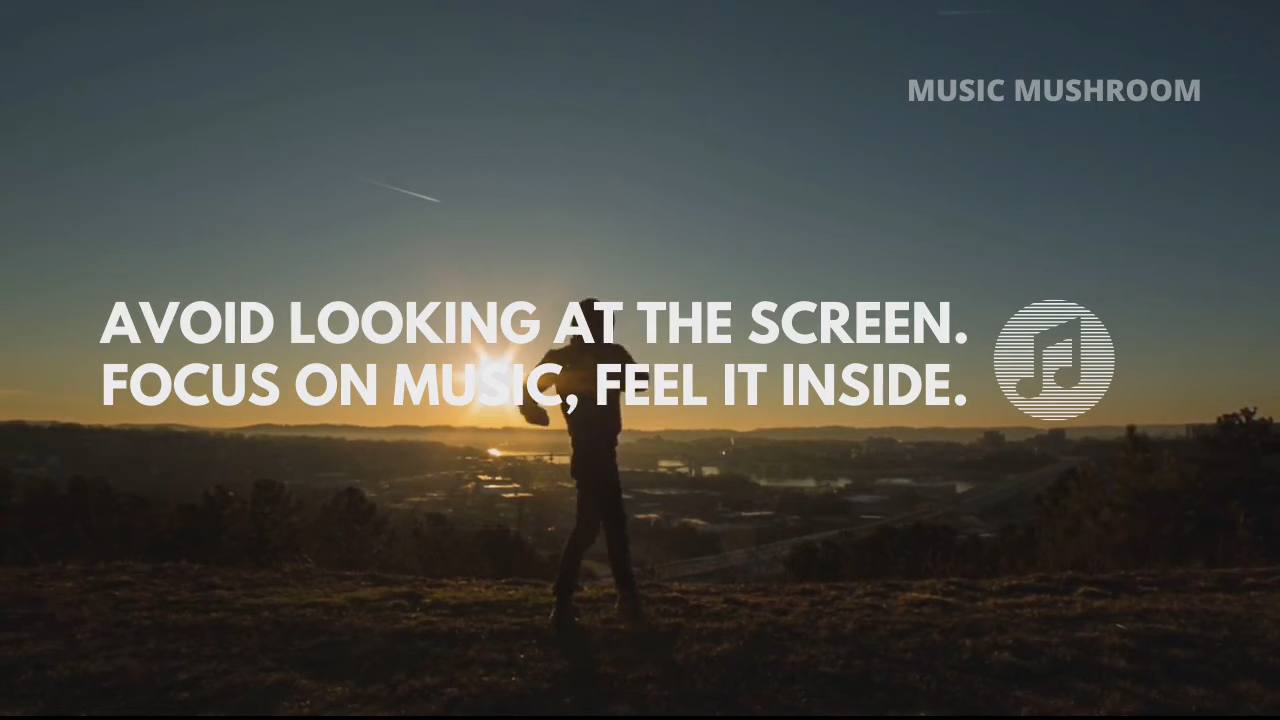 MUSIC MUSHROOM
AVOID LOOKING AT THE SCREEN.
FOCUS ON MUSIC, FEEL IT INSIDE.